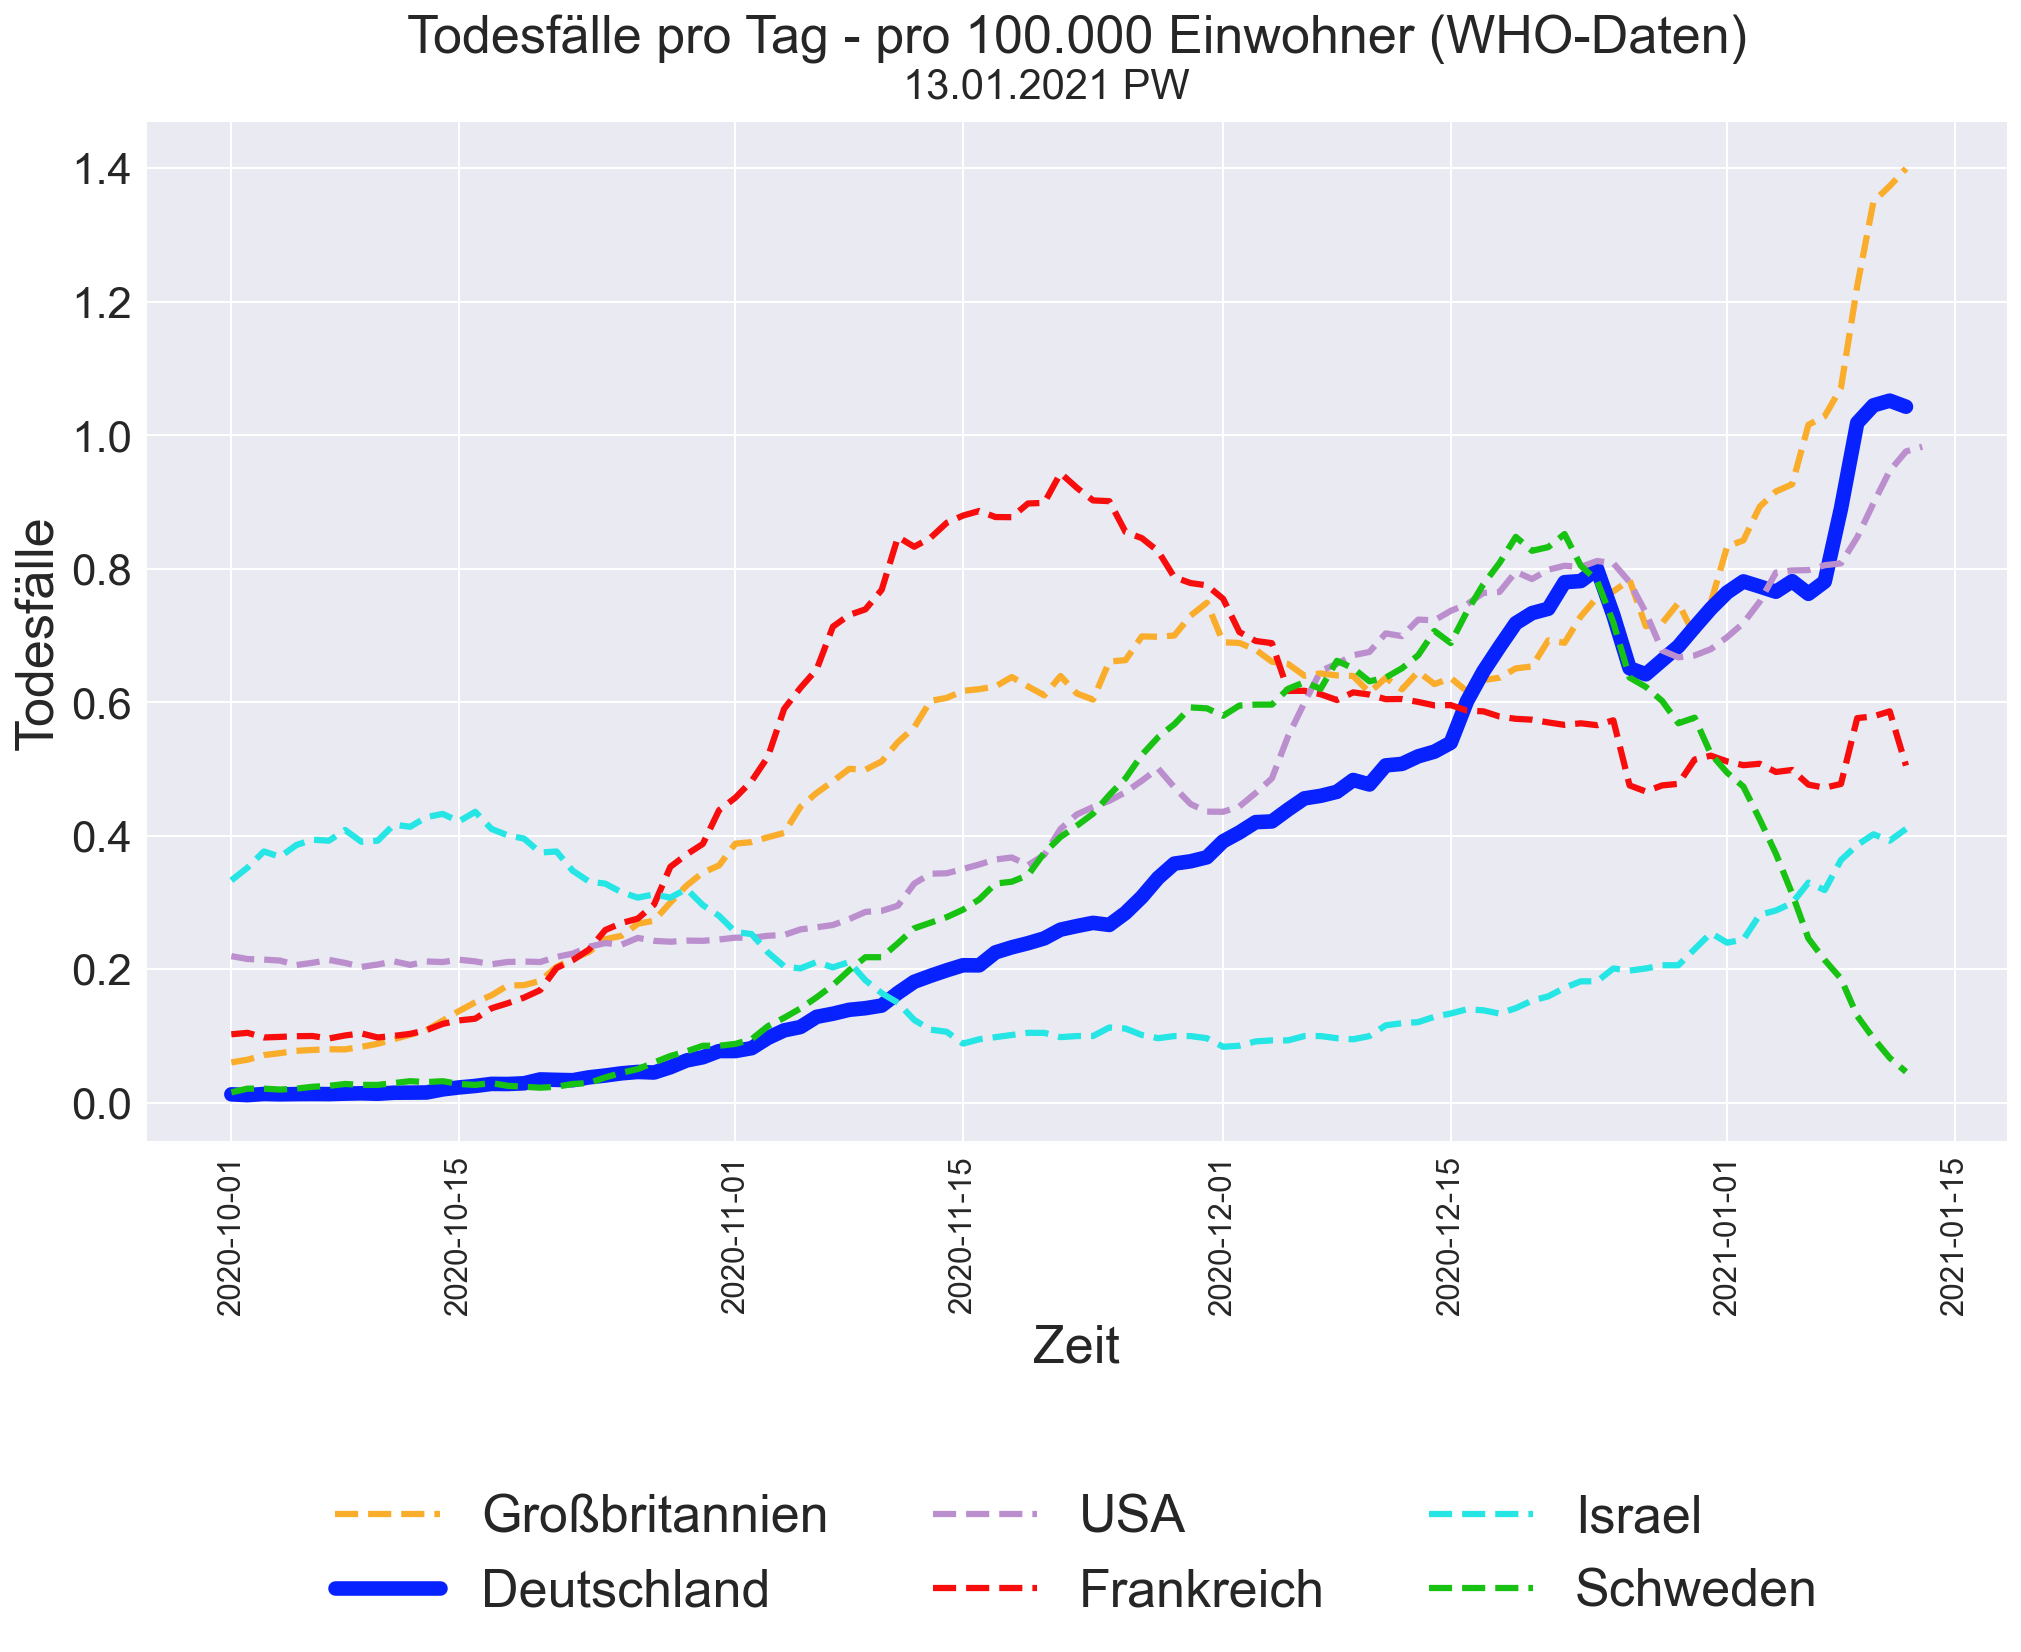 Todesfälle pro Tag - pro 100.000 Einwohner (WHO-Daten)
13.01.2021 PW
Todesfälle
1.4
1.2
1.0
0.8
0.6
0.4
0.2
0.0
2020-10-01
2020-10-15
2020-11-01
2020-11-15
2020-12-01
2020-12-15
2021-01-01
2021-01-15
Zeit
Großbritannien
USA
Israel
Deutschland
Frankreich
Schweden